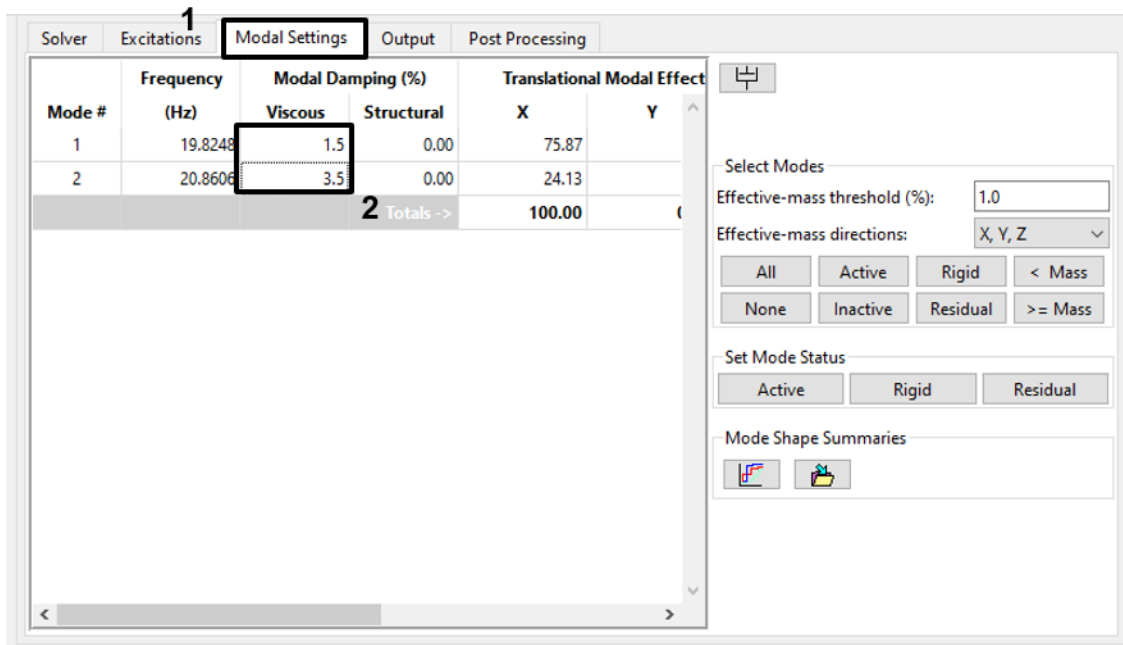 1
Solver Excitations Modal Settings Output Post Processing
Frequency Modal Damping (%) Translational Modal Effect
Mode # (Hz) Viscous Structural X Y
1 19.8248 1.5 0.00 75.87
2 20.8606 3.5 0.00 24.13
2 Totals -> 100.00
Select Modes
Effective-mass threshold (%): 1.0
Effective-mass directions: X, Y, Z
All Active Rigid < Mass
None Inactive Residual >= Mass
Set Mode Status
Active Rigid Residual
Mode Shape Summaries